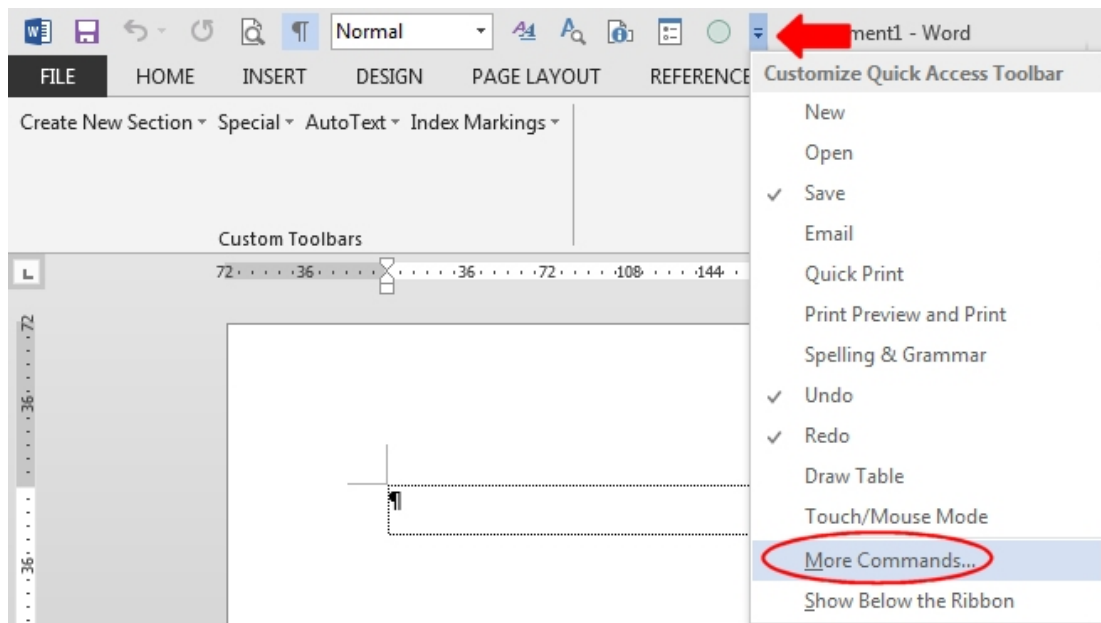 Normal
ment1 - Word
FILE HOME INSERT DESIGN PAGE LAYOUT REFERENCE
Customize Quick Access Toolbar
Create New Section Special AutoText Index Markings
Custom Toolbars
New
Open
Save
Email
Quick Print
Print Preview and Print
Spelling & Grammar
Undo
Redo
Draw Table
Touch/Mouse Mode
More Commands...
Show Below the Ribbon
72 36 36 72 108 144
72
36
¶
36